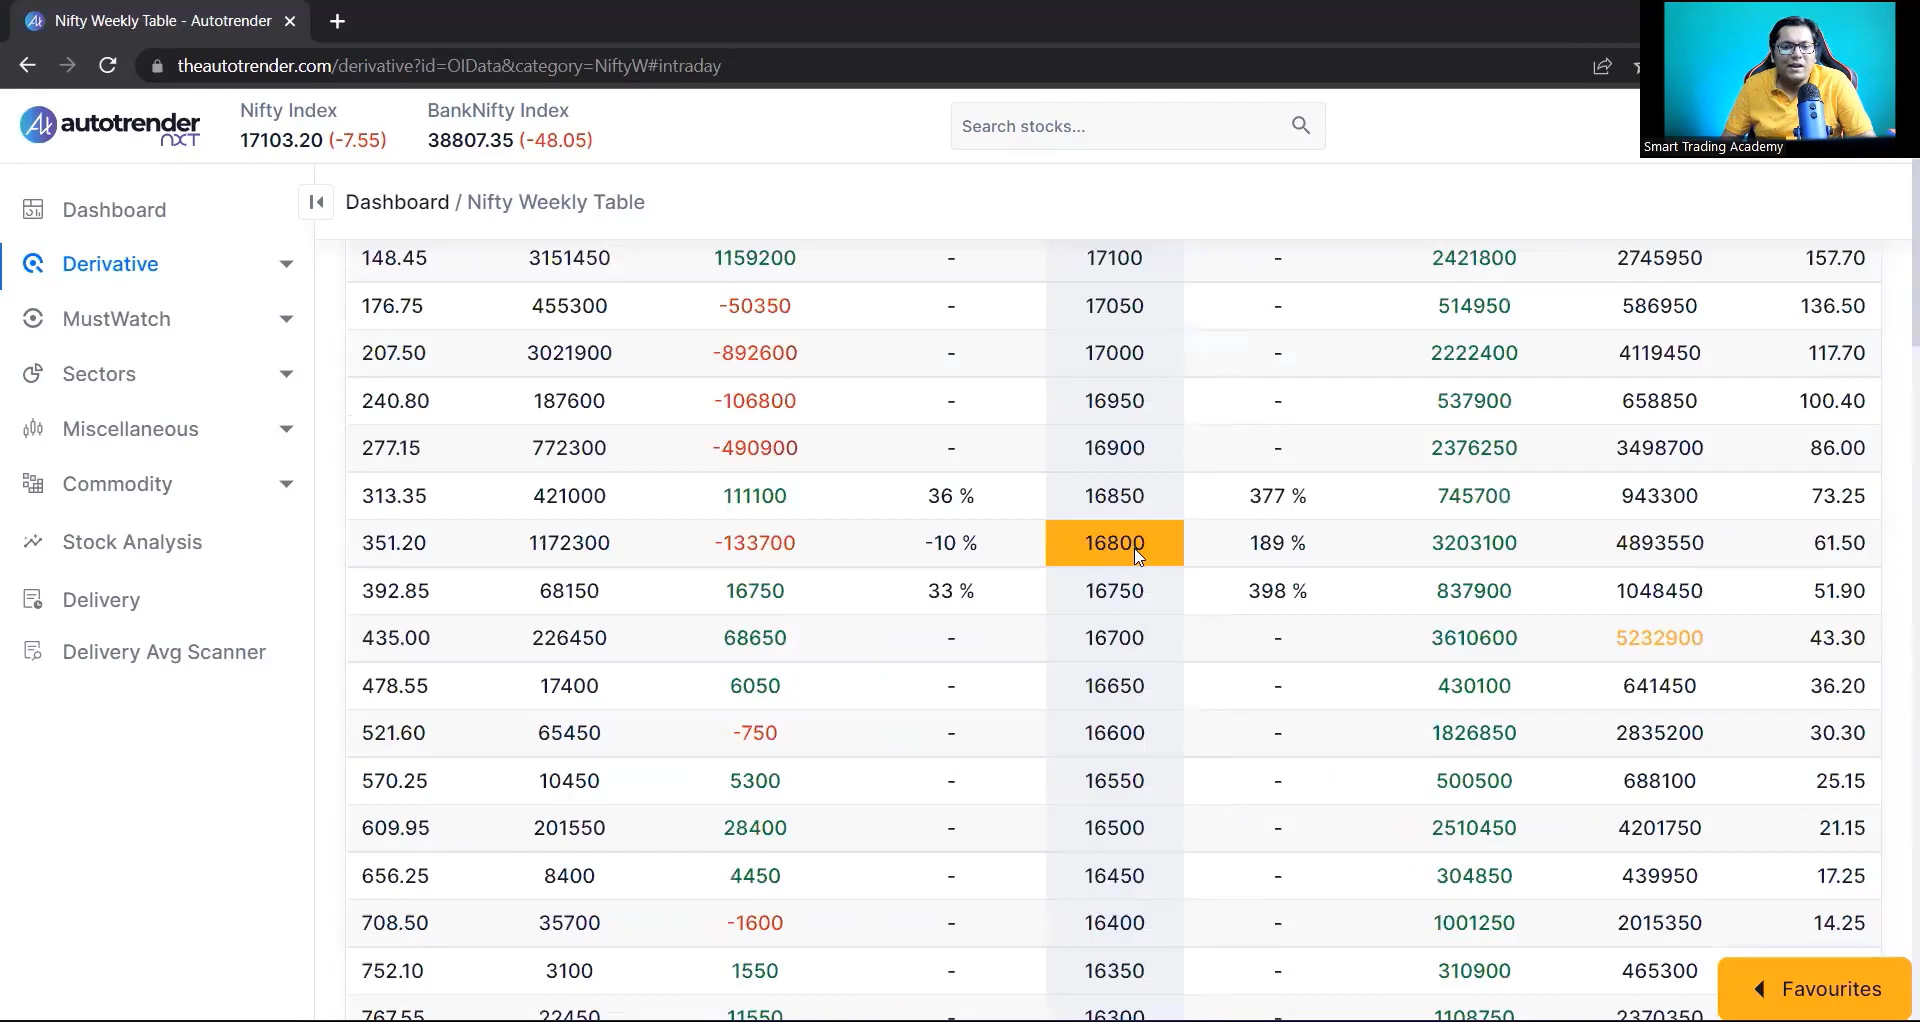 Nifty Weekly Table - Autotrender
theautotrender.com/derivative?id=OIData&category=NiftyW#intraday
Smart Trading Academy
autotrender nxt
Nifty Index
17103.20 (-7.55)
BankNifty Index
38807.35 (-48.05)
Search stocks...
Dashboard / Nifty Weekly Table
Dashboard
Derivative
MustWatch
Sectors
Miscellaneous
Commodity
Stock Analysis
Delivery
Delivery Avg Scanner
148.45 3151450 1159200 - 17100 - 2421800 2745950 157.70
176.75 455300 -50350 - 17050 - 514950 586950 136.50
207.50 3021900 -892600 - 17000 - 2222400 4119450 117.70
240.80 187600 -106800 - 16950 - 537900 658850 100.40
277.15 772300 -490900 - 16900 - 2376250 3498700 86.00
313.35 421000 111100 36 % 16850 377 % 745700 943300 73.25
351.20 1172300 -133700 -10 % 16800 189 % 3203100 4893550 61.50
392.85 68150 16750 33 % 16750 398 % 837900 1048450 51.90
435.00 226450 68650 - 16700 - 3610600 5232900 43.30
478.55 17400 6050 - 16650 - 430100 641450 36.20
521.60 65450 -750 - 16600 - 1826850 2835200 30.30
570.25 10450 5300 - 16550 - 500500 688100 25.15
609.95 201550 28400 - 16500 - 2510450 4201750 21.15
656.25 8400 4450 - 16450 - 304850 439950 17.25
708.50 35700 -1600 - 16400 - 1001250 2015350 14.25
752.10 3100 1550 - 16350 - 310900 465300
767.55 22450 11550 - 16300 - 1108750 2370350
Favourites